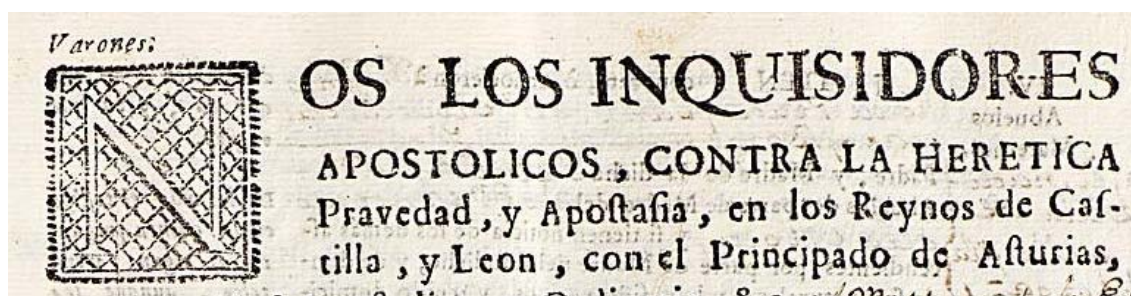 Varones:
NOS LOS INQUISIDORES
APOSTOLICOS, CONTRA LA HERETICA
Pravedad, y Apoſtaſia, en los Reynos de Caſ-
tilla, y Leon, con el Principado de Aſturias,